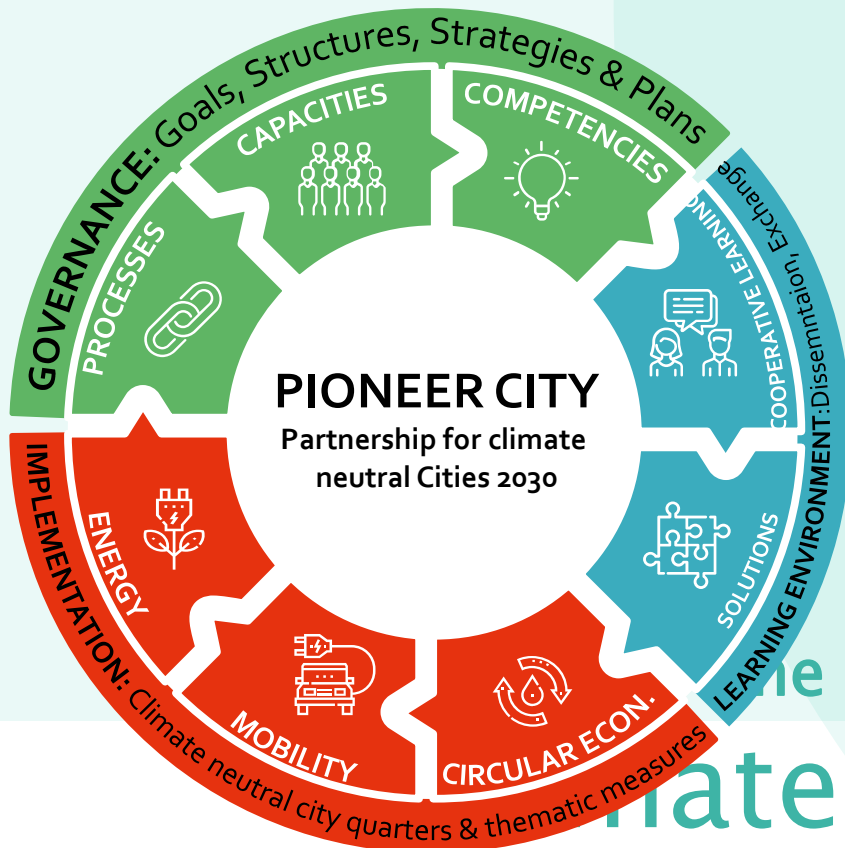 GOVERNANCE: Goals, Structures, Strategies & Plans
PROCESSES
CAPACITIES
COMPETENCIES
LEARNING ENVIRONMENT:Dissemntaion, Exchange
COOPERATIVE LEARNING
SOLUTIONS
IMPLEMENTATION: Climate neutral city quarters & thematic measures
ENERGY
MOBILITY
CIRCULAR ECON.
PIONEER CITY
Partnership for climate
neutral Cities 2030